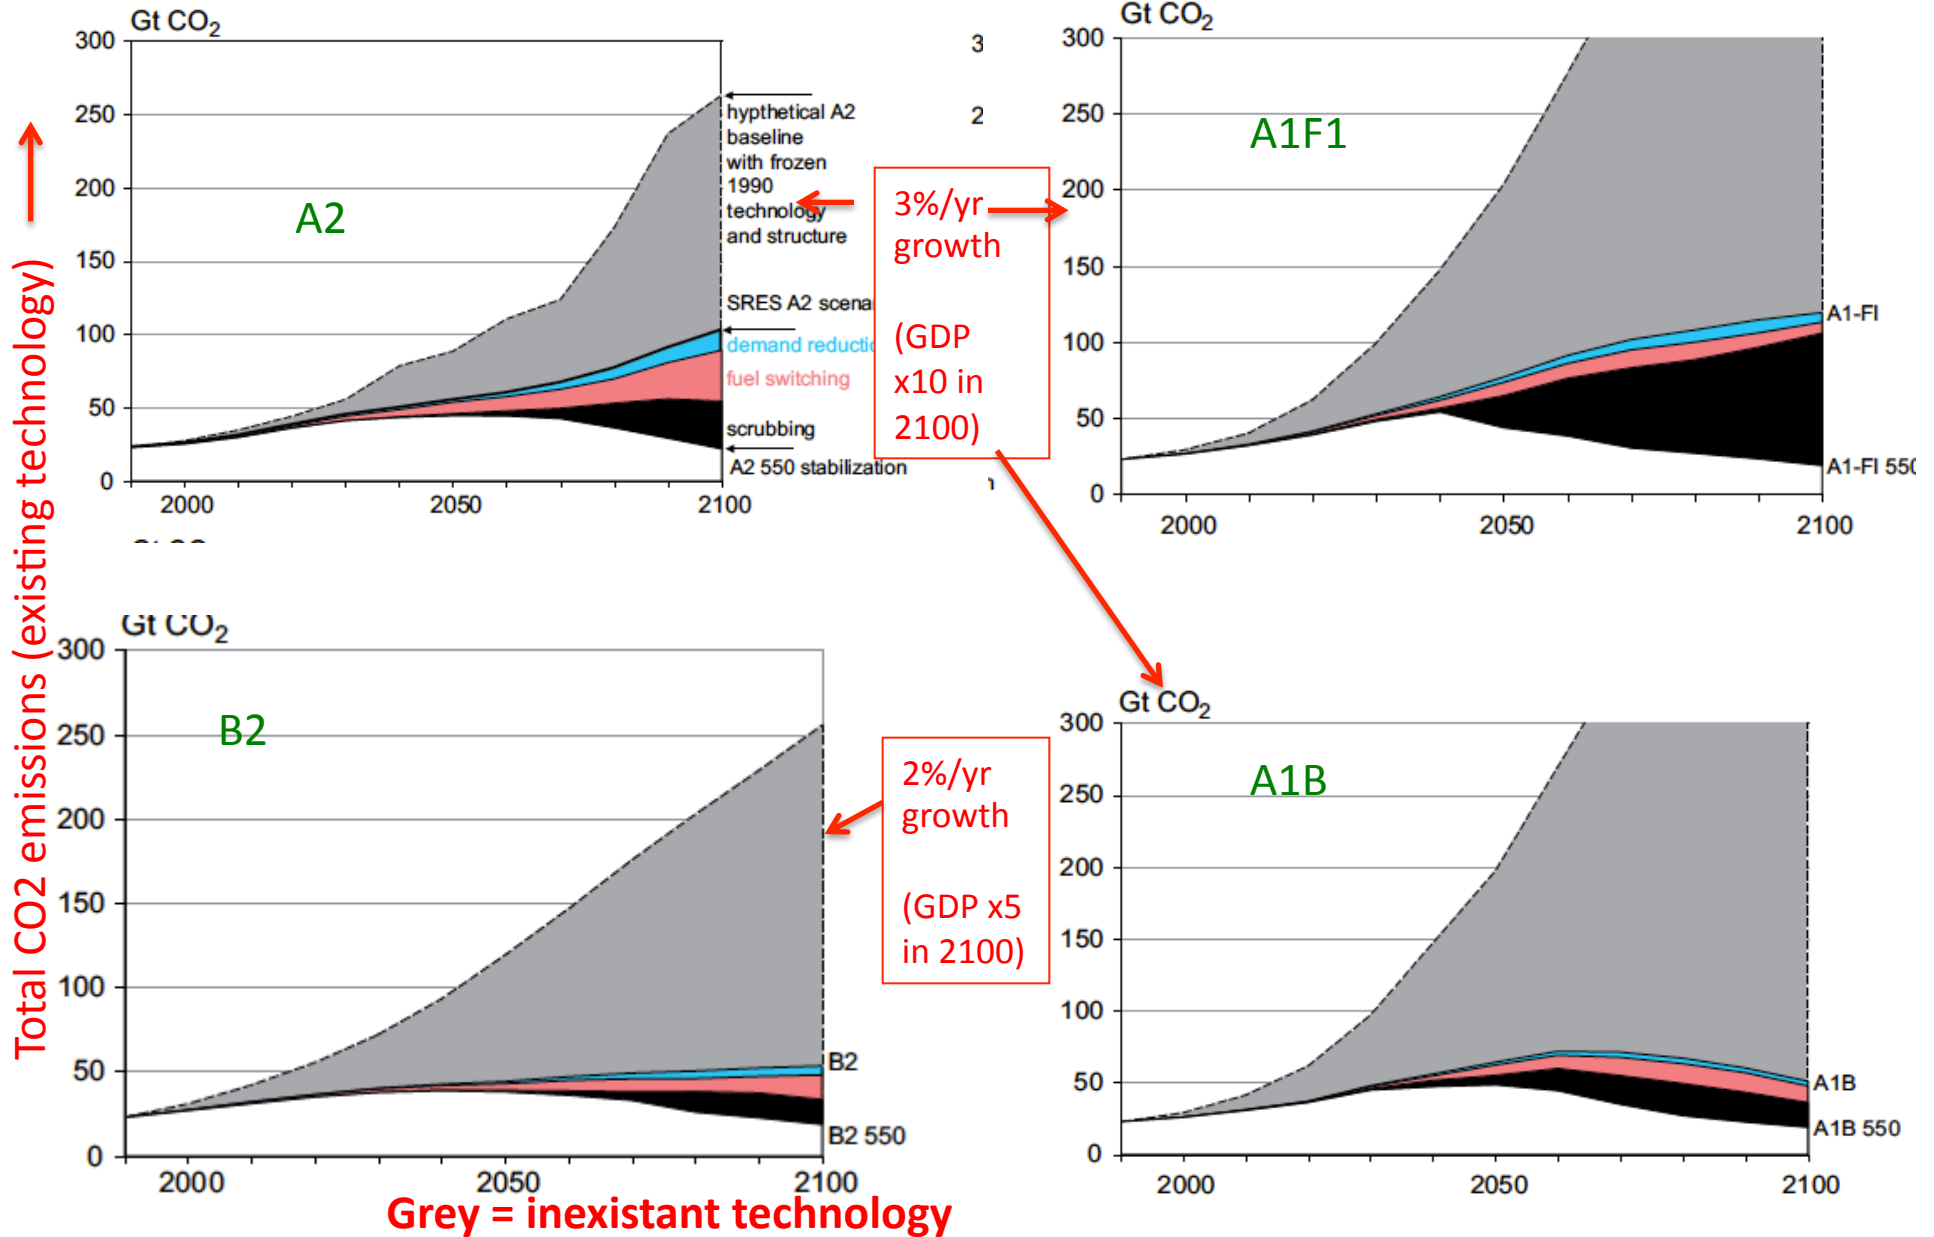 Gt CO2
300
250
200
150
100
50
0
2000
2050
2100
A2
hypthetical A2
baseline
with frozen
1990
technology
and structure
SRES A2 scena
demand reductio
fuel switching
scrubbing
A2 550 stabilization
3
2
3%/yr
growth
(GDP
x10 in
2100)
Gt CO2
300
250
200
150
100
50
0
2000
2050
2100
A1F1
A1-FI
A1-FI 550
Total CO2 emissions (existing technology)
Gt CO2
300
250
200
150
100
50
0
2000
2050
2100
B2
B2
B2 550
2%/yr
growth
(GDP x5
in 2100)
Gt CO2
300
250
200
150
100
50
0
2000
2050
2100
A1B
A1B
A1B 550
Grey = inexistant technology